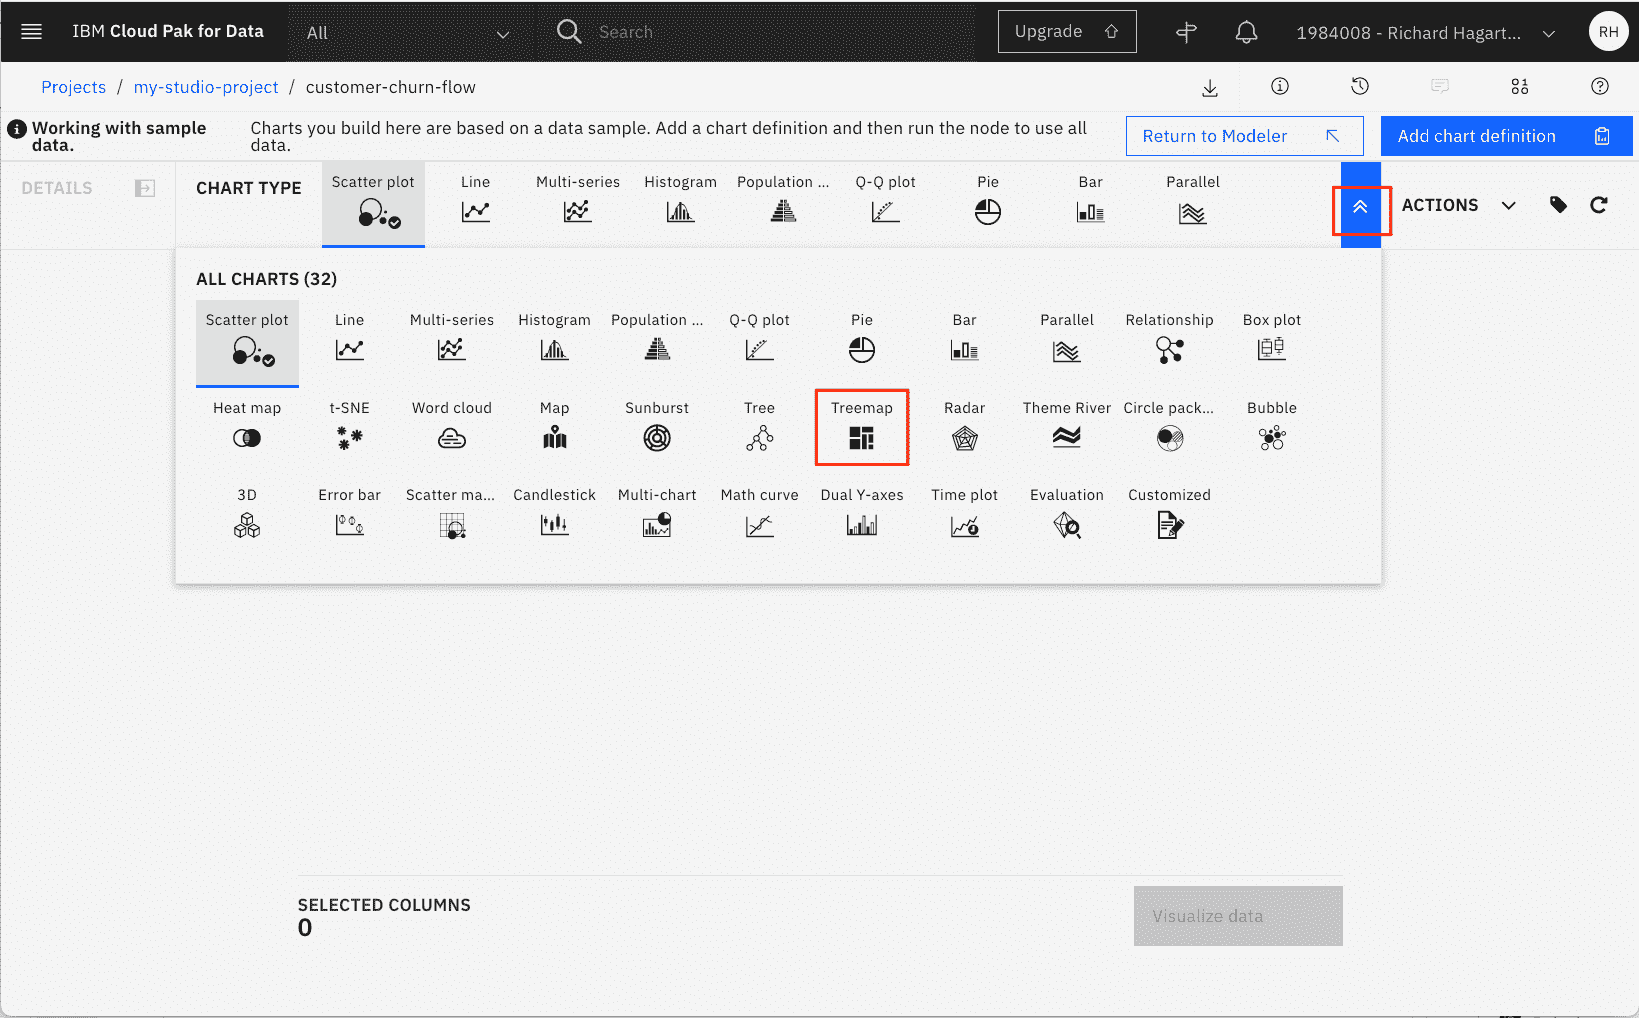 IBM Cloud Pak for Data
All
Search
Upgrade
1984008 - Richard Hagart...
RH
Projects / my-studio-project / customer-churn-flow
Working with sample data.
Charts you build here are based on a data sample. Add a chart definition and then run the node to use all data.
Return to Modeler
Add chart definition
DETAILS
CHART TYPE
Scatter plot
Line
Multi-series
Histogram
Population ...
Q-Q plot
Pie
Bar
Parallel
ACTIONS
ALL CHARTS (32)
Scatter plot
Line
Multi-series
Histogram
Population ...
Q-Q plot
Pie
Bar
Parallel
Relationship
Box plot
Heat map
t-SNE
Word cloud
Map
Sunburst
Tree
Treemap
Radar
Theme River
Circle pack...
Bubble
3D
Error bar
Scatter ma...
Candlestick
Multi-chart
Math curve
Dual Y-axes
Time plot
Evaluation
Customized
SELECTED COLUMNS
0
Visualize data